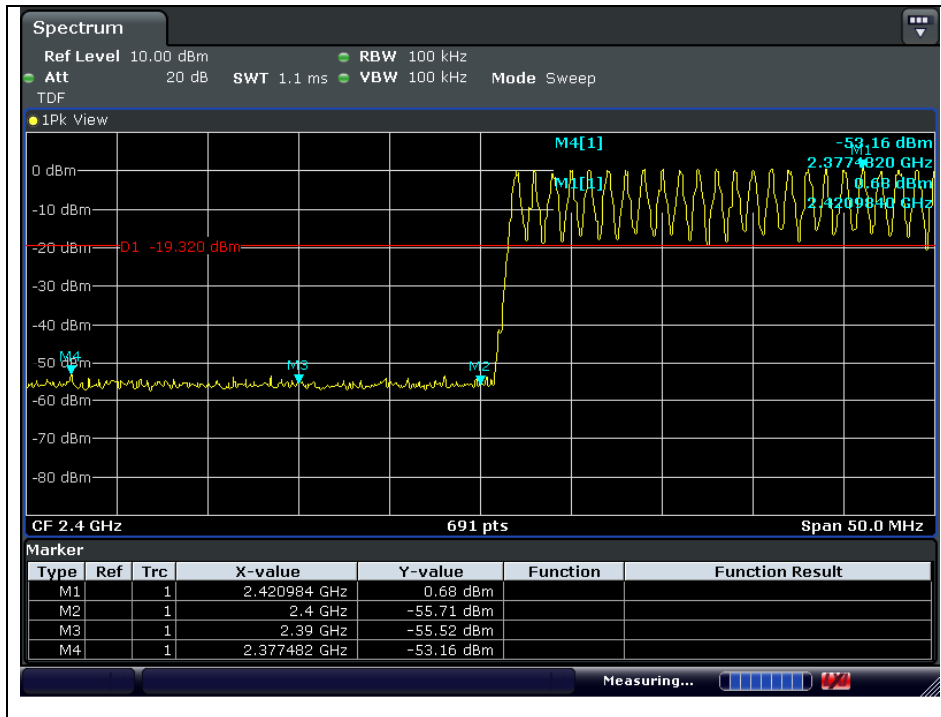 Spectrum
Ref Level 10.00 dBm RBW 100 kHz
Att 20 dB SWT 1.1 ms VBW 100 kHz Mode Sweep
TDF
1Pk View
M4[1] -53.16 dBm
2.3774820 GHz
M1[1] 0.68 dBm
2.4209840 GHz
M1
0 dBm
-10 dBm
-20 dBm
D1 -19.320 dBm
-30 dBm
-40 dBm
-50 dBm
M4
M3
M2
-60 dBm
-70 dBm
-80 dBm
CF 2.4 GHz 691 pts Span 50.0 MHz
Marker
Type Ref Trc X-value Y-value Function Function Result
M1 1 2.420984 GHz 0.68 dBm
M2 1 2.4 GHz -55.71 dBm
M3 1 2.39 GHz -55.52 dBm
M4 1 2.377482 GHz -53.16 dBm
Measuring...